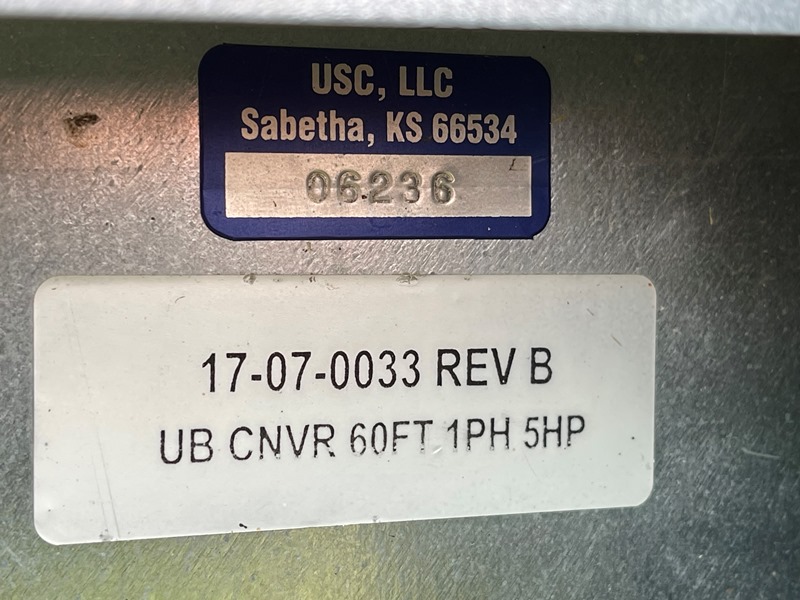 USC, LLC
Sabetha, KS 66534
06236
17-07-0033 REV B
UB CNVR 60FT 1PH 5HP